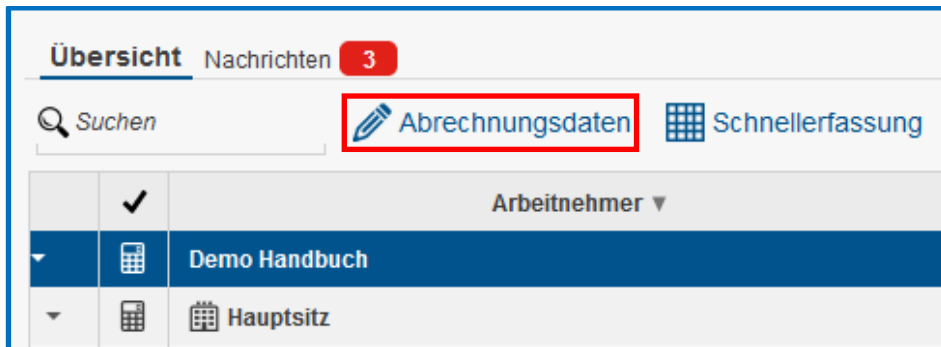 Übersicht Nachrichten 3
Suchen Abrechnungsdaten Schnellerfassung
Arbeitnehmer
Demo Handbuch
Hauptsitz